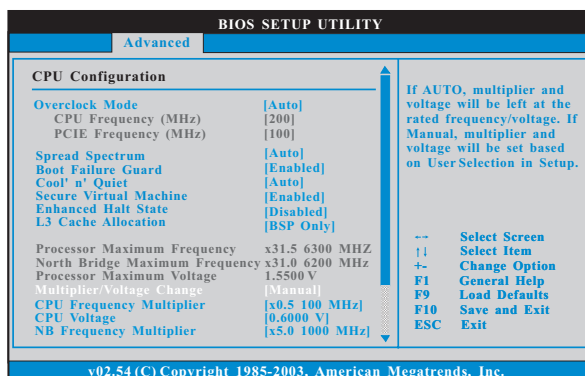 BIOS SETUP UTILITY
Advanced
CPU Configuration
Overclock Mode [Auto]
CPU Frequency (MHz) [200]
PCIE Frequency (MHz) [100]
Spread Spectrum [Auto]
Boot Failure Guard [Enabled]
Cool' n' Quiet [Auto]
Secure Virtual Machine [Enabled]
Enhanced Halt State [Disabled]
L3 Cache Allocation [BSP Only]
Processor Maximum Frequency x31.5 6300 MHZ
North Bridge Maximum Frequency x31.0 6200 MHz
Processor Maximum Voltage 1.5500 V
Multiplier/Voltage Change [Manual]
CPU Frequency Multiplier [x0.5 100 MHz]
CPU Voltage [0.6000 V]
NB Frequency Multiplier [x5.0 1000 MHz]
If AUTO, multiplier and
voltage will be left at the
rated frequency/voltage. If
Manual, multiplier and
voltage will be set based
on User Selection in Setup.
←→ Select Screen
↑↓ Select Item
+- Change Option
F1 General Help
F9 Load Defaults
F10 Save and Exit
ESC Exit
v02.54 (C) Copyright 1985-2003, American Megatrends, Inc.